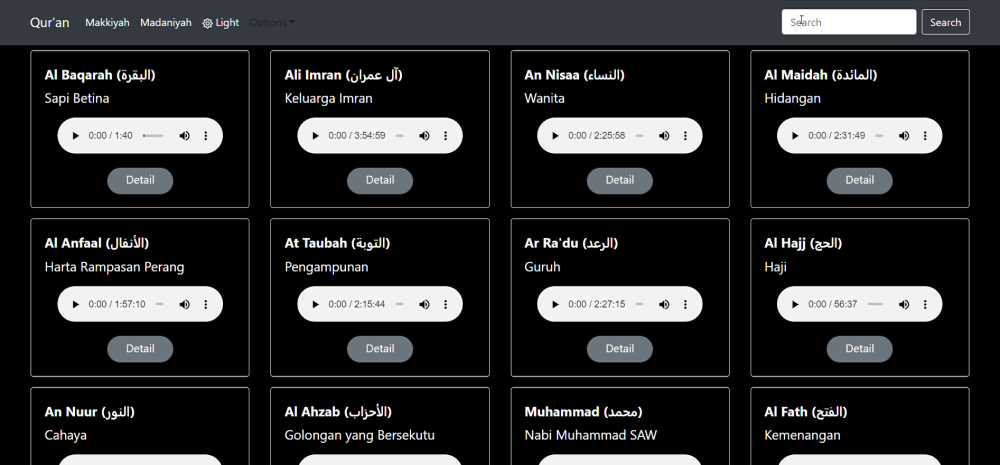 Qur'an Makkiyah Madaniyah Light Options Search Search
Al Baqarah (البقرة)
Sapi Betina
0:00 / 1:40
Detail
Ali Imran (آل عمران)
Keluarga Imran
0:00 / 3:54:59
Detail
An Nisaa (النساء)
Wanita
0:00 / 2:25:58
Detail
Al Maidah (المائدة)
Hidangan
0:00 / 2:31:49
Detail
Al Anfaal (الأنفال)
Harta Rampasan Perang
0:00 / 1:57:10
Detail
At Taubah (التوبة)
Pengampunan
0:00 / 2:15:44
Detail
Ar Ra'du (الرعد)
Guruh
0:00 / 2:27:15
Detail
Al Hajj (الحج)
Haji
0:00 / 56:37
Detail
An Nuur (النور)
Cahaya
Al Ahzab (الأحزاب)
Golongan yang Bersekutu
Muhammad (محمد)
Nabi Muhammad SAW
Al Fath (الفتح)
Kemenangan